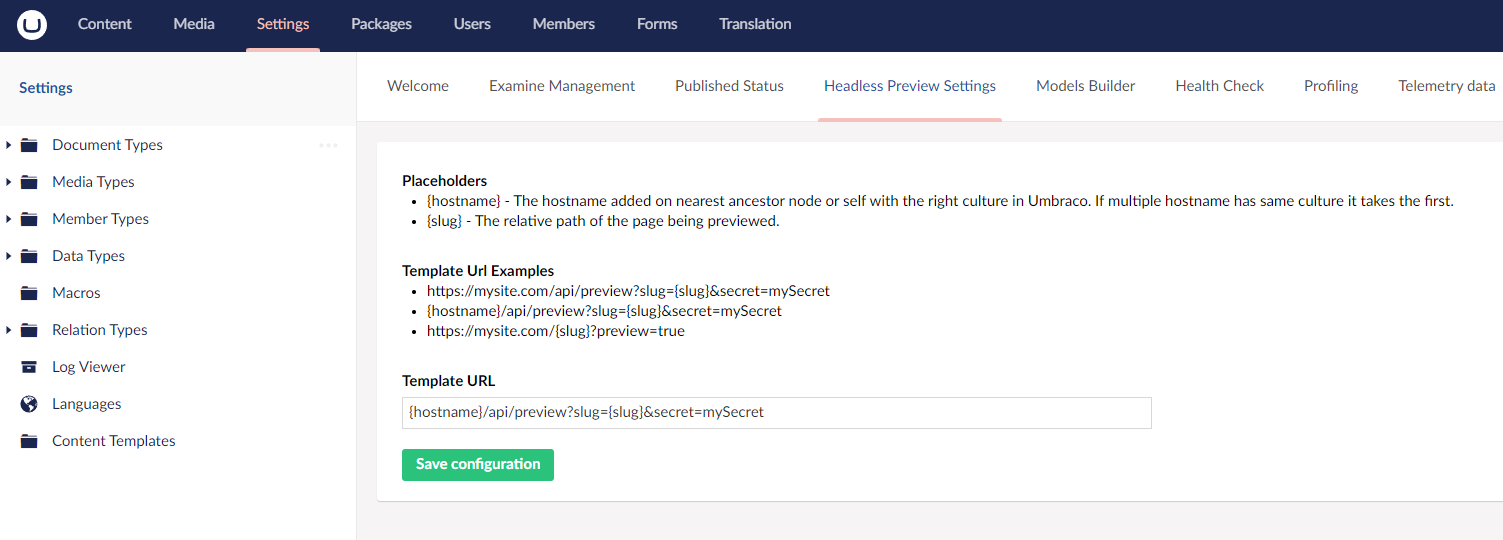 Content Media Settings Packages Users Members Forms Translation
Settings
Welcome Examine Management Published Status Headless Preview Settings Models Builder Health Check Profiling Telemetry data
Document Types
Media Types
Member Types
Data Types
Macros
Relation Types
Log Viewer
Languages
Content Templates
Placeholders
{hostname} - The hostname added on nearest ancestor node or self with the right culture in Umbraco. If multiple hostname has same culture it takes the first.
{slug} - The relative path of the page being previewed.
Template Url Examples
https://mysite.com/api/preview?slug={slug}&secret=mySecret
{hostname}/api/preview?slug={slug}&secret=mySecret
https://mysite.com/{slug}?preview=true
Template URL
{hostname}/api/preview?slug={slug}&secret=mySecret
Save configuration